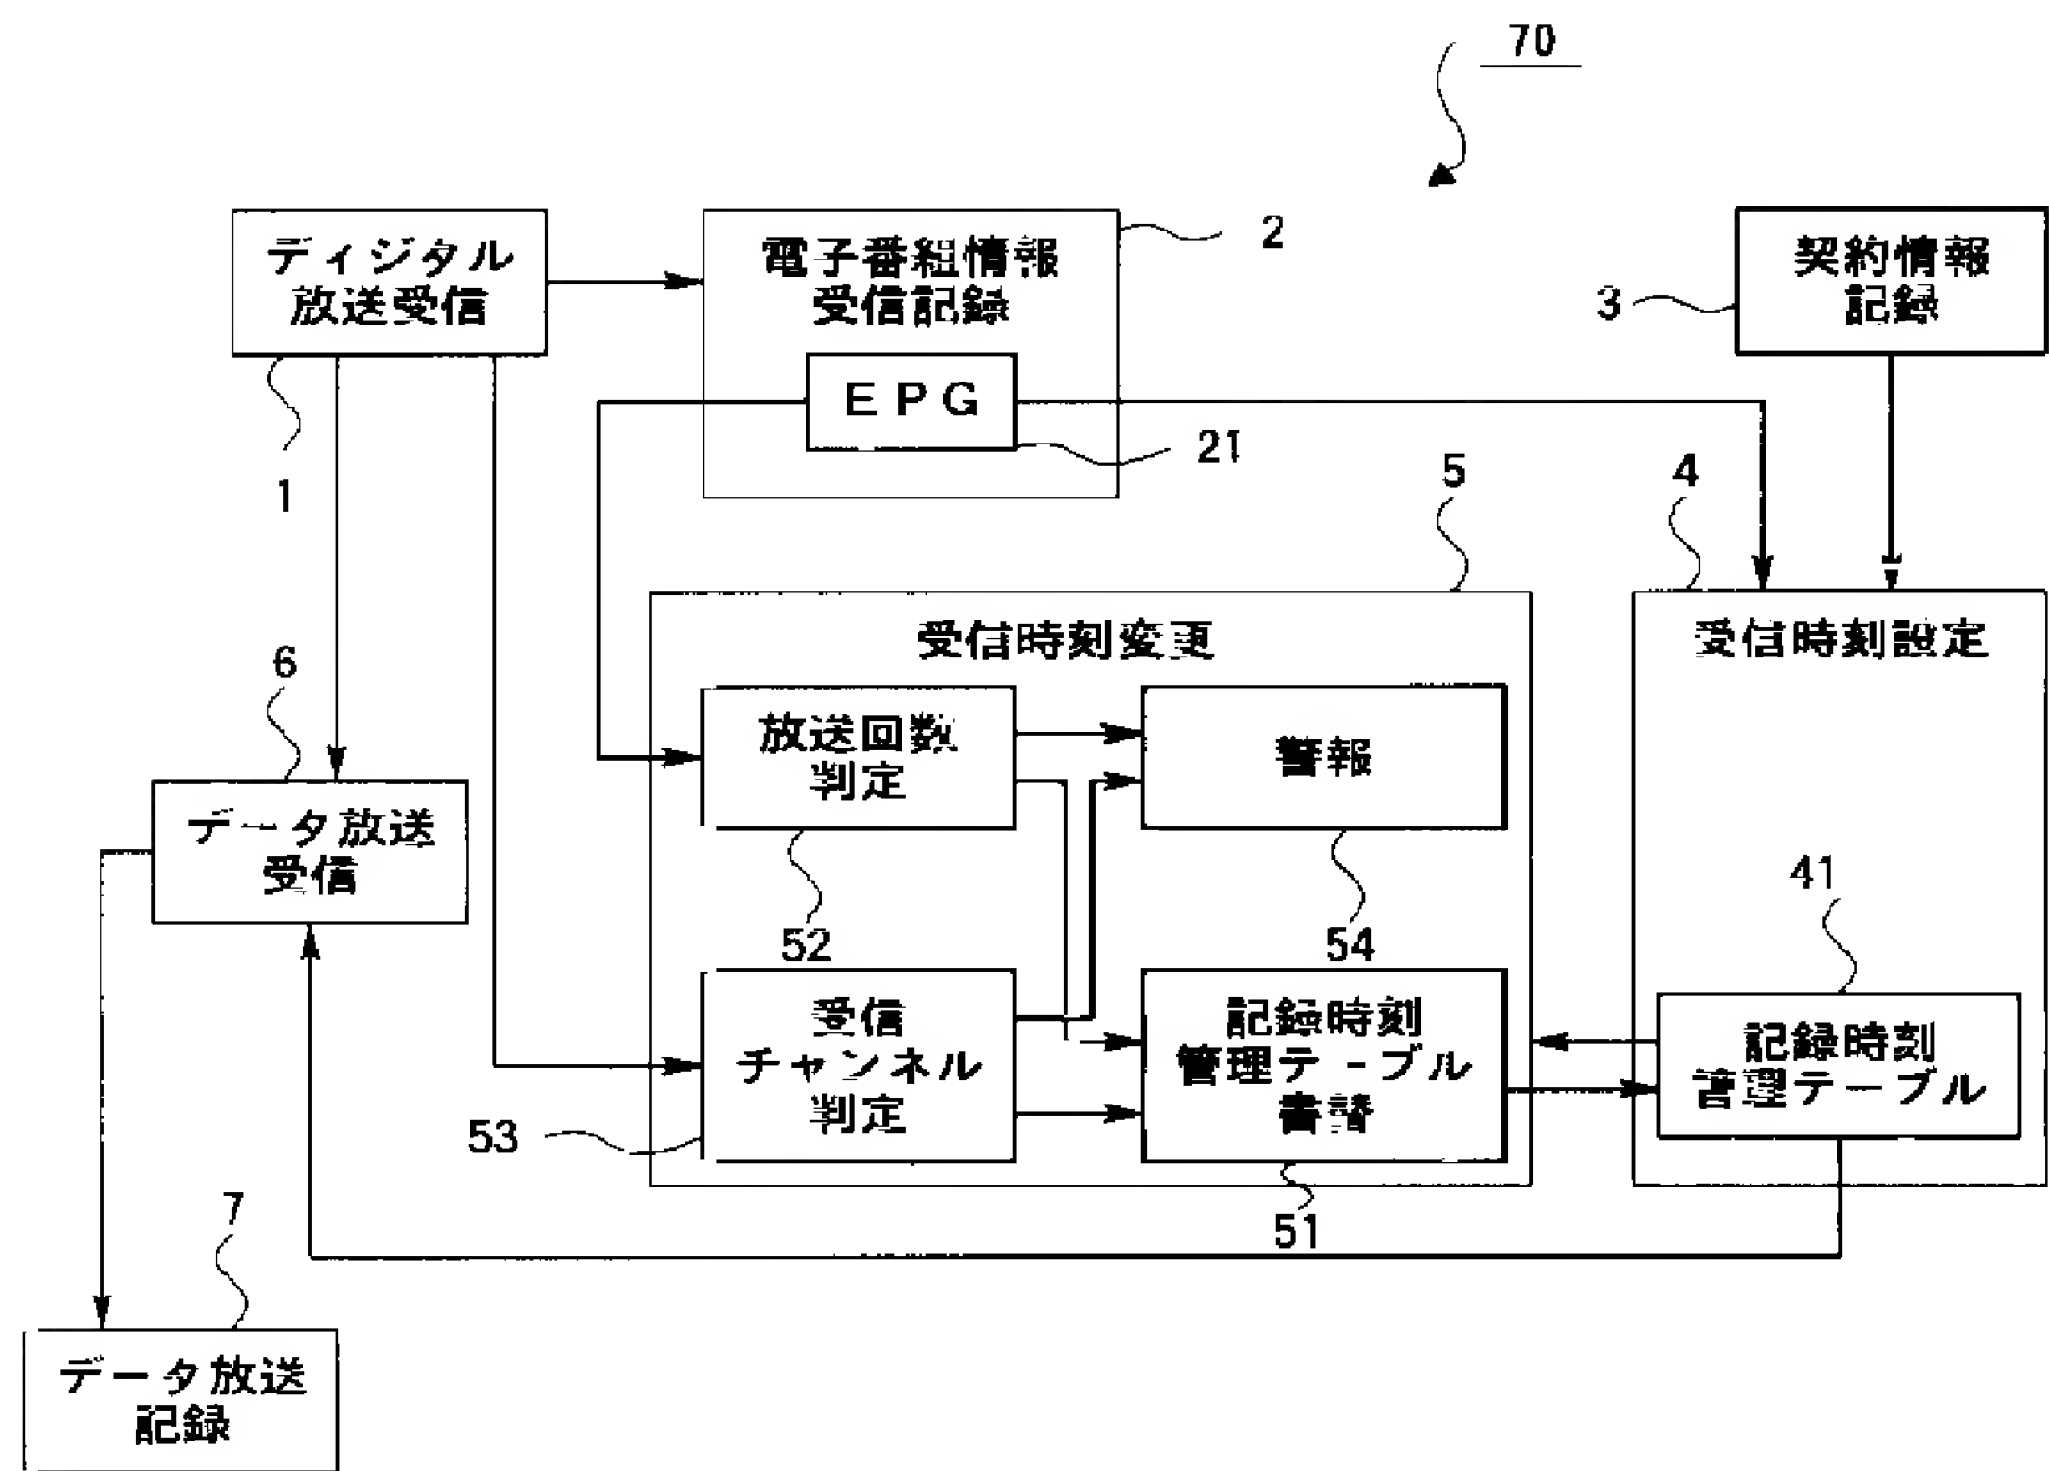 70
ディジタル
放送受信
1
電子番組情報
受信記録
2
EPG
21
契約情報
記録
3
5
4
受信時刻変更
受信時刻設定
6
放送回数
判定
52
警報
54
データ放送
受信
41
受信
チャンネル
判定
53
記録時刻
管理テーブル
書替
51
記録時刻
管理テーブル
7
データ放送
記録